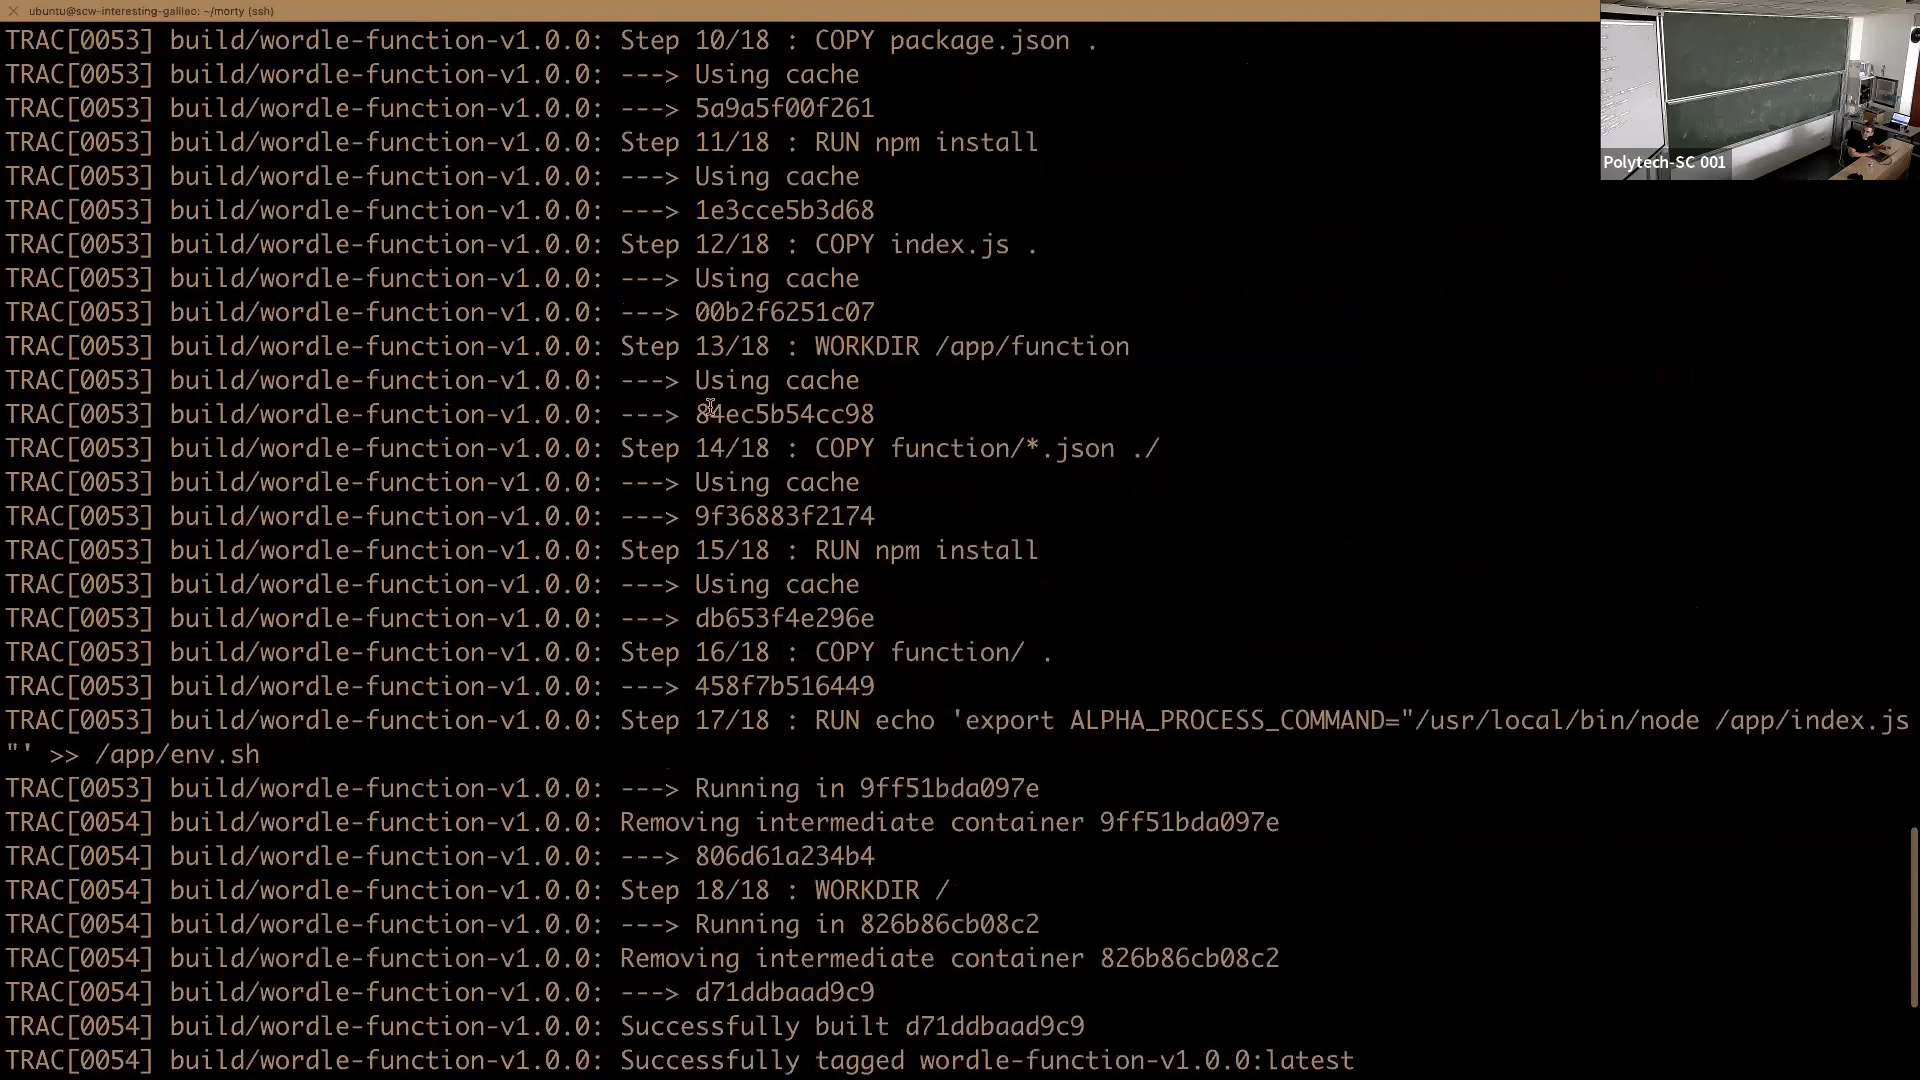 ubuntu@scw-interesting-galileo: ~/morty (ssh)
TRAC[0053] build/wordle-function-v1.0.0: Step 10/18 : COPY package.json .
TRAC[0053] build/wordle-function-v1.0.0: ---> Using cache
TRAC[0053] build/wordle-function-v1.0.0: ---> 5a9a5f00f261
TRAC[0053] build/wordle-function-v1.0.0: Step 11/18 : RUN npm install
TRAC[0053] build/wordle-function-v1.0.0: ---> Using cache
TRAC[0053] build/wordle-function-v1.0.0: ---> 1e3cce5b3d68
TRAC[0053] build/wordle-function-v1.0.0: Step 12/18 : COPY index.js .
TRAC[0053] build/wordle-function-v1.0.0: ---> Using cache
TRAC[0053] build/wordle-function-v1.0.0: ---> 00b2f6251c07
TRAC[0053] build/wordle-function-v1.0.0: Step 13/18 : WORKDIR /app/function
TRAC[0053] build/wordle-function-v1.0.0: ---> Using cache
TRAC[0053] build/wordle-function-v1.0.0: ---> 84ec5b54cc98
TRAC[0053] build/wordle-function-v1.0.0: Step 14/18 : COPY function/*.json ./
TRAC[0053] build/wordle-function-v1.0.0: ---> Using cache
TRAC[0053] build/wordle-function-v1.0.0: ---> 9f36883f2174
TRAC[0053] build/wordle-function-v1.0.0: Step 15/18 : RUN npm install
TRAC[0053] build/wordle-function-v1.0.0: ---> Using cache
TRAC[0053] build/wordle-function-v1.0.0: ---> db653f4e296e
TRAC[0053] build/wordle-function-v1.0.0: Step 16/18 : COPY function/ .
TRAC[0053] build/wordle-function-v1.0.0: ---> 458f7b516449
TRAC[0053] build/wordle-function-v1.0.0: Step 17/18 : RUN echo 'export ALPHA_PROCESS_COMMAND="/usr/local/bin/node /app/index.js
"' >> /app/env.sh
TRAC[0053] build/wordle-function-v1.0.0: ---> Running in 9ff51bda097e
TRAC[0054] build/wordle-function-v1.0.0: Removing intermediate container 9ff51bda097e
TRAC[0054] build/wordle-function-v1.0.0: ---> 806d61a234b4
TRAC[0054] build/wordle-function-v1.0.0: Step 18/18 : WORKDIR /
TRAC[0054] build/wordle-function-v1.0.0: ---> Running in 826b86cb08c2
TRAC[0054] build/wordle-function-v1.0.0: Removing intermediate container 826b86cb08c2
TRAC[0054] build/wordle-function-v1.0.0: ---> d71ddbaad9c9
TRAC[0054] build/wordle-function-v1.0.0: Successfully built d71ddbaad9c9
TRAC[0054] build/wordle-function-v1.0.0: Successfully tagged wordle-function-v1.0.0:latest
Polytech-SC 001